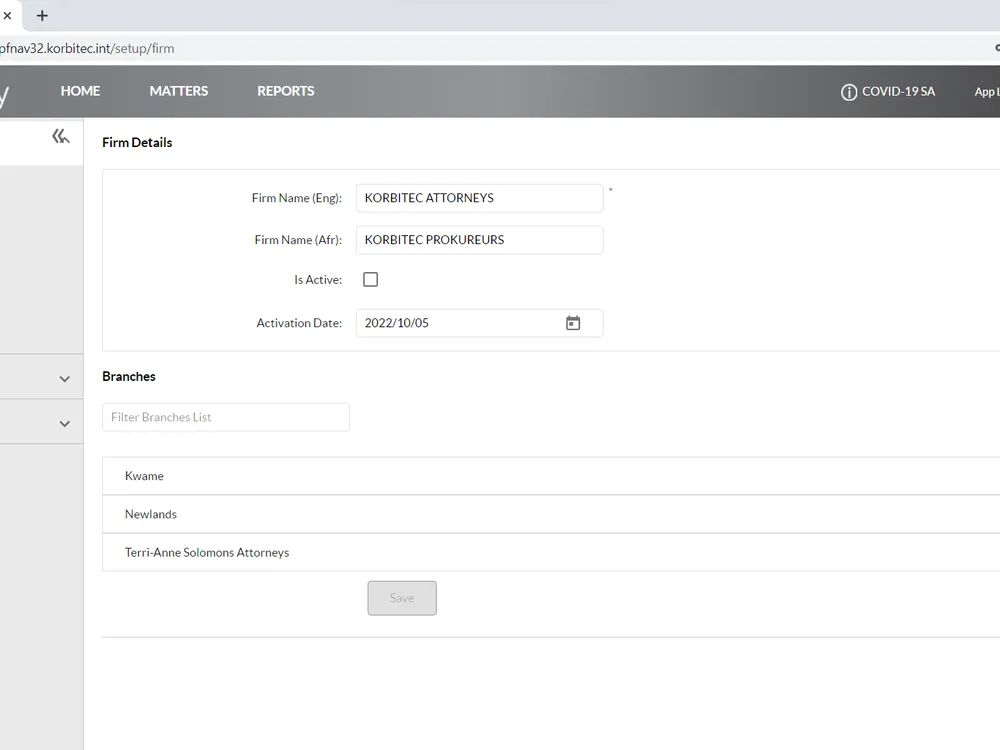 pfnav32.korbitec.int/setup/firm
y HOME MATTERS REPORTS COVID-19 SA App
Firm Details
Firm Name (Eng): KORBITEC ATTORNEYS *
Firm Name (Afr): KORBITEC PROKUREURS
Is Active:
Activation Date: 2022/10/05
Branches
Filter Branches List
Kwame
Newlands
Terri-Anne Solomons Attorneys
Save